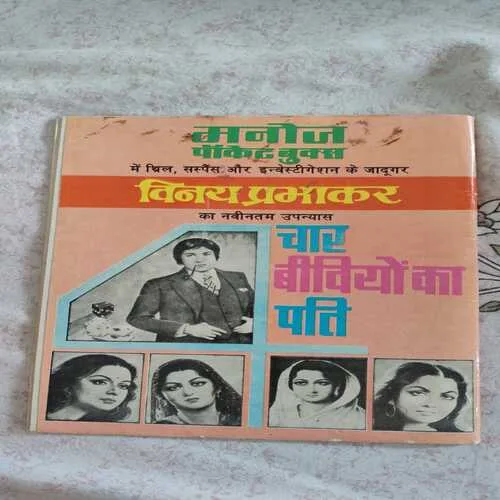 मनोज
पॉकेट बुक्स
में थ्रिल, सस्पैंस और इन्वेस्टीगेशन के जादूगर
विनय प्रभाकर
का नवीनतम उपन्यास
चार
बीवियों का
पति